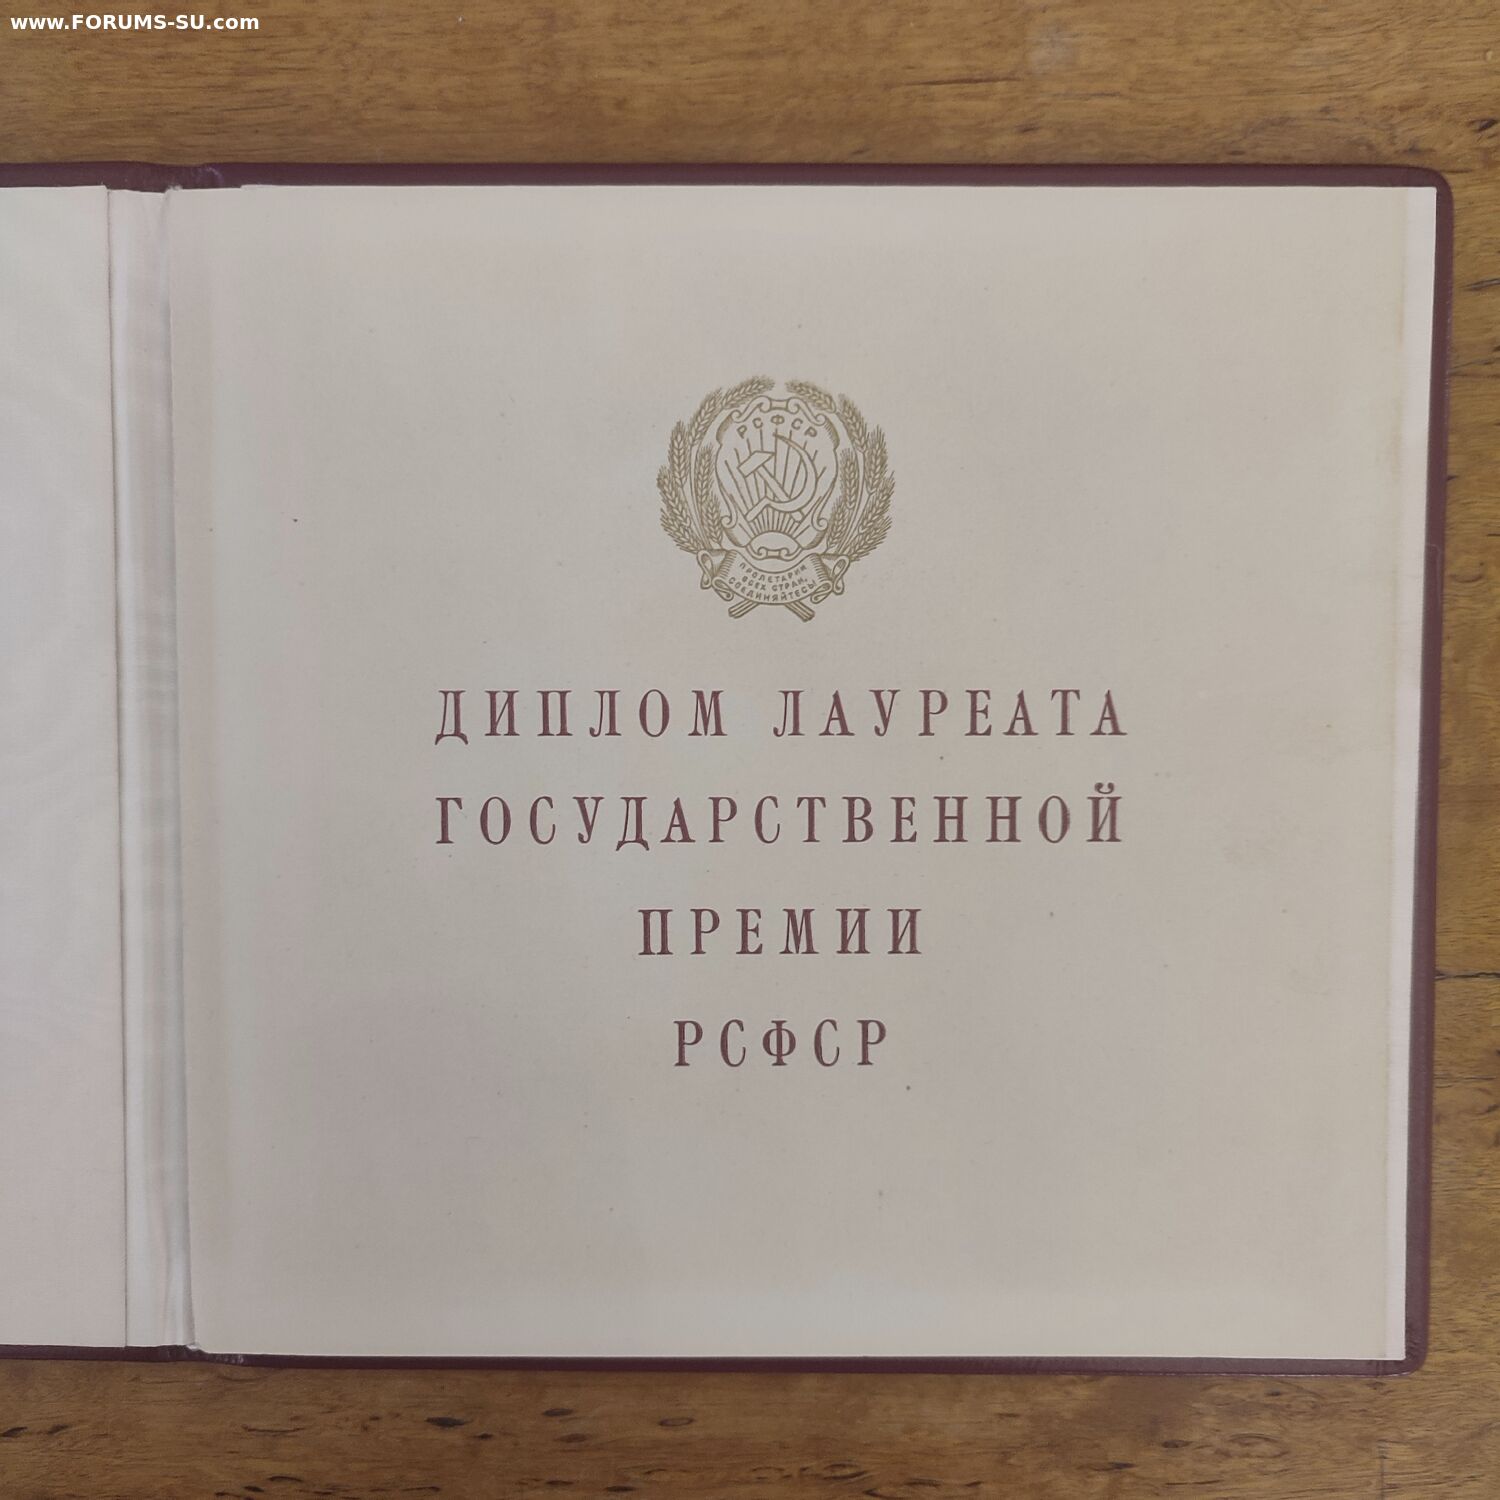 www.FORUMS-SU.com
РСФСР
ПРОЛЕТАРИИ
ВСЕХ СТРАН,
СОЕДИНЯЙТЕСЬ
ДИПЛОМ ЛАУРЕАТА
ГОСУДАРСТВЕННОЙ
ПРЕМИИ
РСФСР